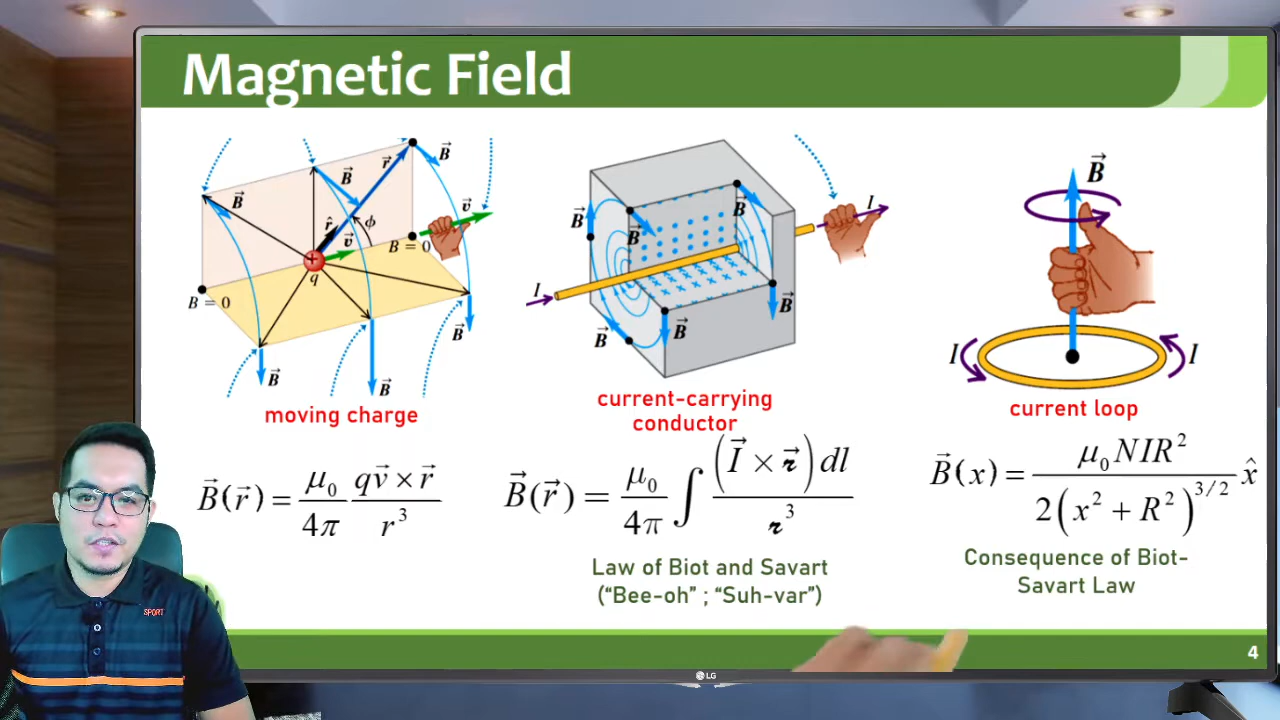 Magnetic Field
B⃗
B⃗
B⃗
r⃗
r̂
ϕ
v⃗
v⃗
B = 0
q
B = 0
B⃗
B⃗
B⃗
moving charge
B⃗(r⃗) = μ₀/4π qv⃗ × r⃗/r³
B⃗
B⃗
B⃗
I
I
B⃗
B⃗
B⃗
current-carrying
conductor
B⃗(r⃗) = μ₀/4π ∫ (I⃗ × 𝓇⃗)dl/𝓇³
Law of Biot and Savart
("Bee-oh" ; "Suh-var")
B⃗
I
I
current loop
B⃗(x) = μ₀NIR²/2(x² + R²)³/² x̂
Consequence of Biot-
Savart Law
SPORT
4
LG